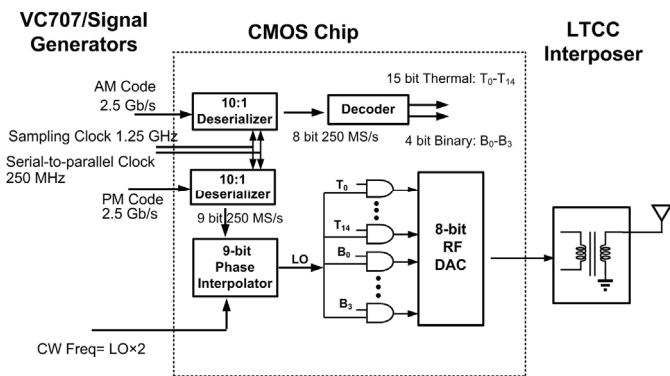 VC707/Signal
Generators
CMOS Chip
LTCC
Interposer
AM Code
2.5 Gb/s
10:1
Deserializer
Decoder
15 bit Thermal: T0-T14
8 bit 250 MS/s
4 bit Binary: B0-B3
Sampling Clock 1.25 GHz
Serial-to-parallel Clock
250 MHz
10:1
Deserializer
PM Code
2.5 Gb/s
9 bit 250 MS/s
9-bit
Phase
Interpolator
LO
T0
T14
B0
B3
8-bit
RF
DAC
CW Freq= LO×2